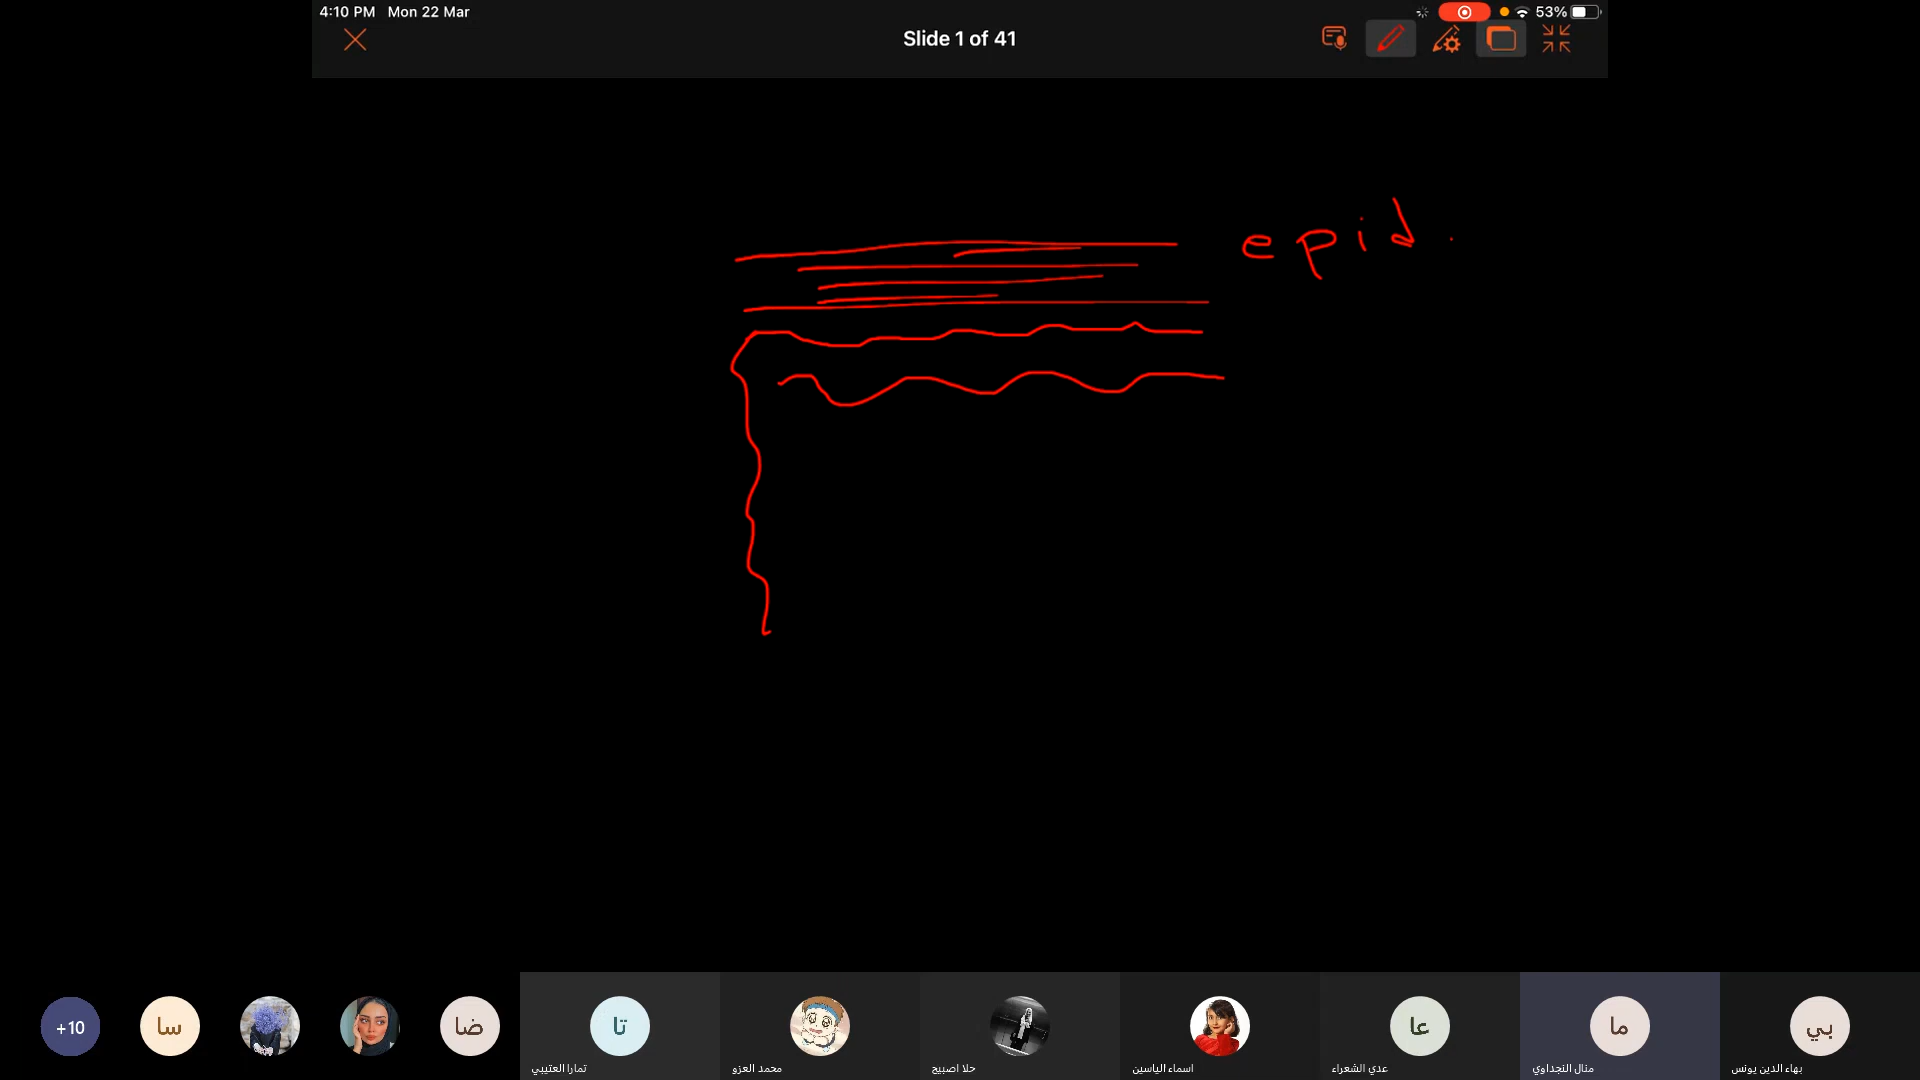 4:10 PM Mon 22 Mar
53%
Slide 1 of 41
epid.
+10
سا
ضا
تا
عا
ما
بي
تمارا العتيبي
محمد العزو
حلا اصبيح
اسماء الياسين
عدي الشعراء
منال النجداوي
بهاء الدين يونس